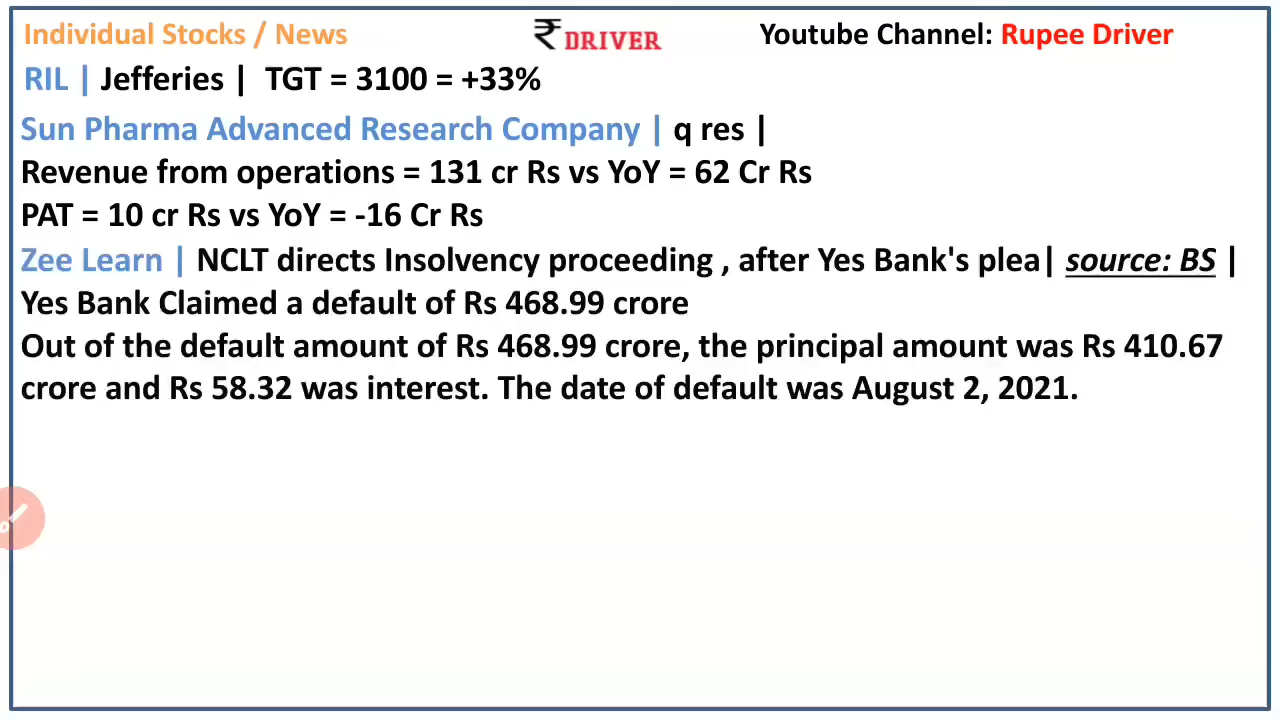 Individual Stocks / News
₹ DRIVER
Youtube Channel: Rupee Driver
RIL | Jefferies | TGT = 3100 = +33%
Sun Pharma Advanced Research Company | q res |
Revenue from operations = 131 cr Rs vs YoY = 62 Cr Rs
PAT = 10 cr Rs vs YoY = -16 Cr Rs
Zee Learn | NCLT directs Insolvency proceeding , after Yes Bank's plea| source: BS |
Yes Bank Claimed a default of Rs 468.99 crore
Out of the default amount of Rs 468.99 crore, the principal amount was Rs 410.67
crore and Rs 58.32 was interest. The date of default was August 2, 2021.